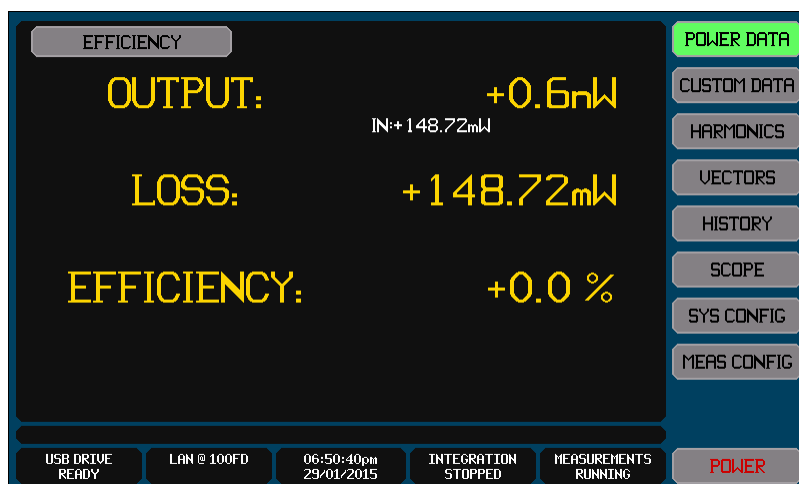 EFFICIENCY
POWER DATA
OUTPUT: +0.6nW
CUSTOM DATA
IN:+148.72mW
HARMONICS
LOSS: +148.72mW
VECTORS
HISTORY
EFFICIENCY: +0.0 %
SCOPE
SYS CONFIG
MEAS CONFIG
USB DRIVE
READY
LAN @ 100FD
06:50:40pm
29/01/2015
INTEGRATION
STOPPED
MEASUREMENTS
RUNNING
POWER